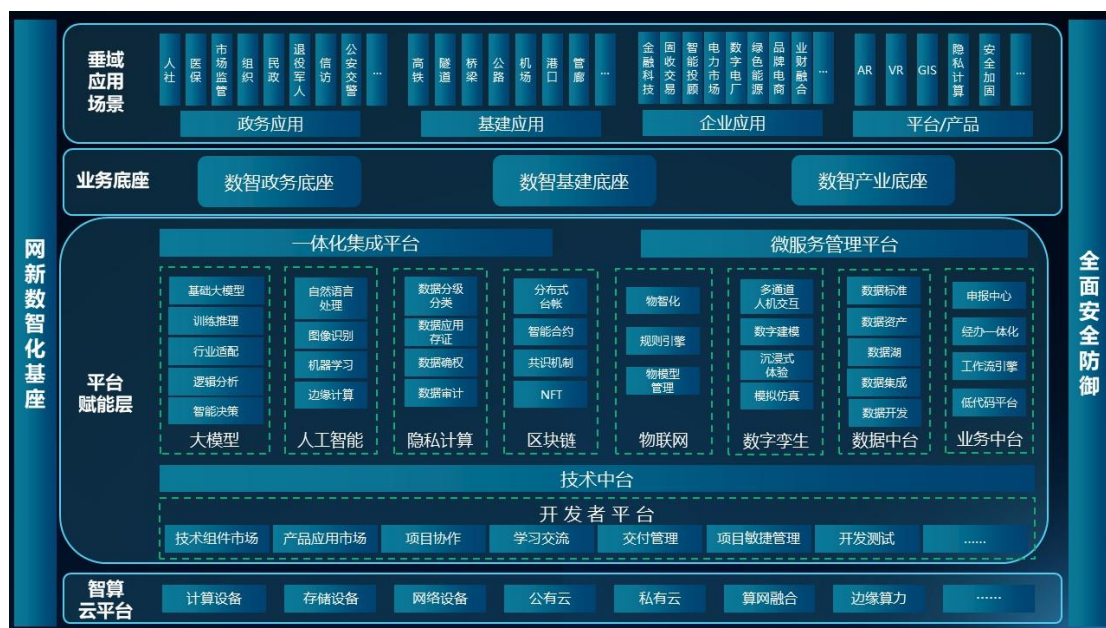 网新数智化基座
垂域
应用
场景
人社
医保
市场监管
组织
民政
退役军人
信访
公安交警
...
政务应用
高铁
隧道
桥梁
公路
机场
港口
管廊
...
基建应用
金融科技
固收交易
智能投顾
电力市场
数字电厂
绿色能源
品牌电商
业财融合
...
企业应用
AR
VR
GIS
隐私计算
安全加固
...
平台/产品
业务底座
数智政务底座
数智基建底座
数智产业底座
平台
赋能层
一体化集成平台
微服务管理平台
基础大模型
训练推理
行业适配
逻辑分析
智能决策
大模型
自然语言
处理
图像识别
机器学习
边缘计算
人工智能
数据分级
分类
数据应用
存证
数据确权
数据审计
隐私计算
分布式
台帐
智能合约
共识机制
NFT
区块链
物智化
规则引擎
物模型
管理
物联网
多通道
人机交互
数字建模
沉浸式
体验
模拟仿真
数字孪生
数据标准
数据资产
数据湖
数据集成
数据开发
数据中台
申报中心
经办一体化
工作流引擎
低代码平台
业务中台
技术中台
开发者平台
技术组件市场
产品应用市场
项目协作
学习交流
交付管理
项目敏捷管理
开发测试
......
智算
云平台
计算设备
存储设备
网络设备
公有云
私有云
算网融合
边缘算力
......
全面安全防御